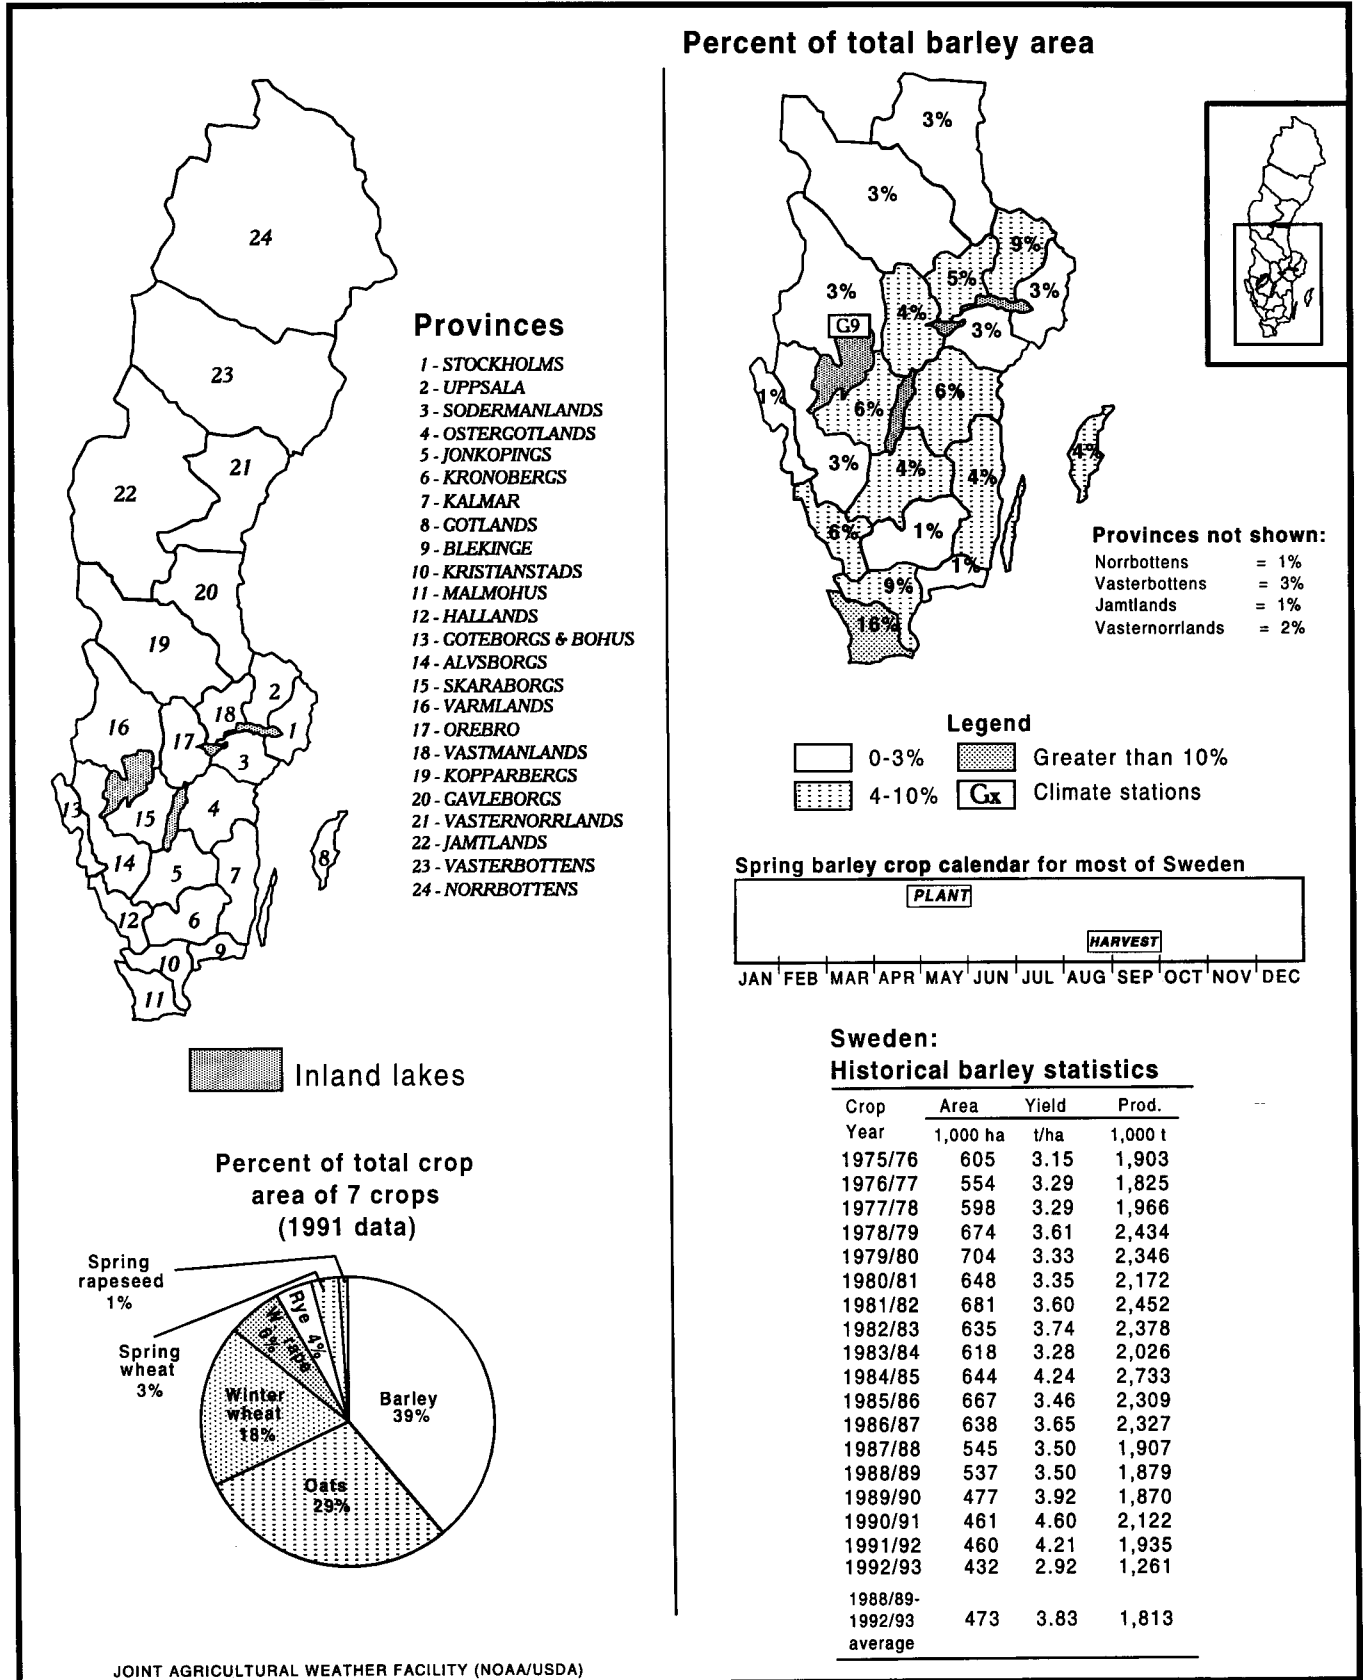 Percent of total barley area
24
23
21
22
20
19
2
18
16
17
1
3
13
15
4
14
5
7
8
12
6
9
10
11
Provinces
1 - STOCKHOLMS
2 - UPPSALA
3 - SODERMANLANDS
4 - OSTERGOTLANDS
5 - JONKOPINGS
6 - KRONOBERGS
7 - KALMAR
8 - GOTLANDS
9 - BLEKINGE
10 - KRISTIANSTADS
11 - MALMOHUS
12 - HALLANDS
13 - GOTEBORGS & BOHUS
14 - ALVSBORGS
15 - SKARABORGS
16 - VARMLANDS
17 - OREBRO
18 - VASTMANLANDS
19 - KOPPARBERGS
20 - GAVLEBORGS
21 - VASTERNORRLANDS
22 - JAMTLANDS
23 - VASTERBOTTENS
24 - NORRBOTTENS
Inland lakes
Percent of total crop
area of 7 crops
(1991 data)
Spring
rapeseed
1%
Spring
wheat
3%
Rye 4%
W. rape
6%
Winter
wheat
18%
Barley
39%
Oats
29%
JOINT AGRICULTURAL WEATHER FACILITY (NOAA/USDA)
3%
3%
9%
5%
3%
3%
4%
3%
G9
1%
6%
6%
3%
4%
4%
4%
6%
1%
1%
9%
16%
Provinces not shown:
Norrbottens = 1%
Vasterbottens = 3%
Jamtlands = 1%
Vasternorrlands = 2%
Legend
0-3% Greater than 10%
4-10% Gx Climate stations
Spring barley crop calendar for most of Sweden
PLANT
HARVEST
JAN FEB MAR APR MAY JUN JUL AUG SEP OCT NOV DEC
Sweden:
Historical barley statistics
Crop Area Yield Prod.
Year 1,000 ha t/ha 1,000 t
1975/76 605 3.15 1,903
1976/77 554 3.29 1,825
1977/78 598 3.29 1,966
1978/79 674 3.61 2,434
1979/80 704 3.33 2,346
1980/81 648 3.35 2,172
1981/82 681 3.60 2,452
1982/83 635 3.74 2,378
1983/84 618 3.28 2,026
1984/85 644 4.24 2,733
1985/86 667 3.46 2,309
1986/87 638 3.65 2,327
1987/88 545 3.50 1,907
1988/89 537 3.50 1,879
1989/90 477 3.92 1,870
1990/91 461 4.60 2,122
1991/92 460 4.21 1,935
1992/93 432 2.92 1,261
1988/89-
1992/93 473 3.83 1,813
average